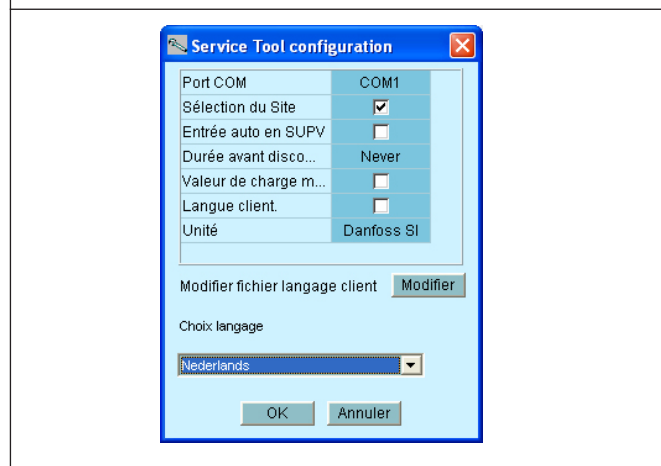 Service Tool configuration
Port COM COM1
Sélection du Site
Entrée auto en SUPV
Durée avant disco... Never
Valeur de charge m...
Langue client.
Unité Danfoss SI
Modifier fichier langage client Modifier
Choix langage
Nederlands
OK Annuler